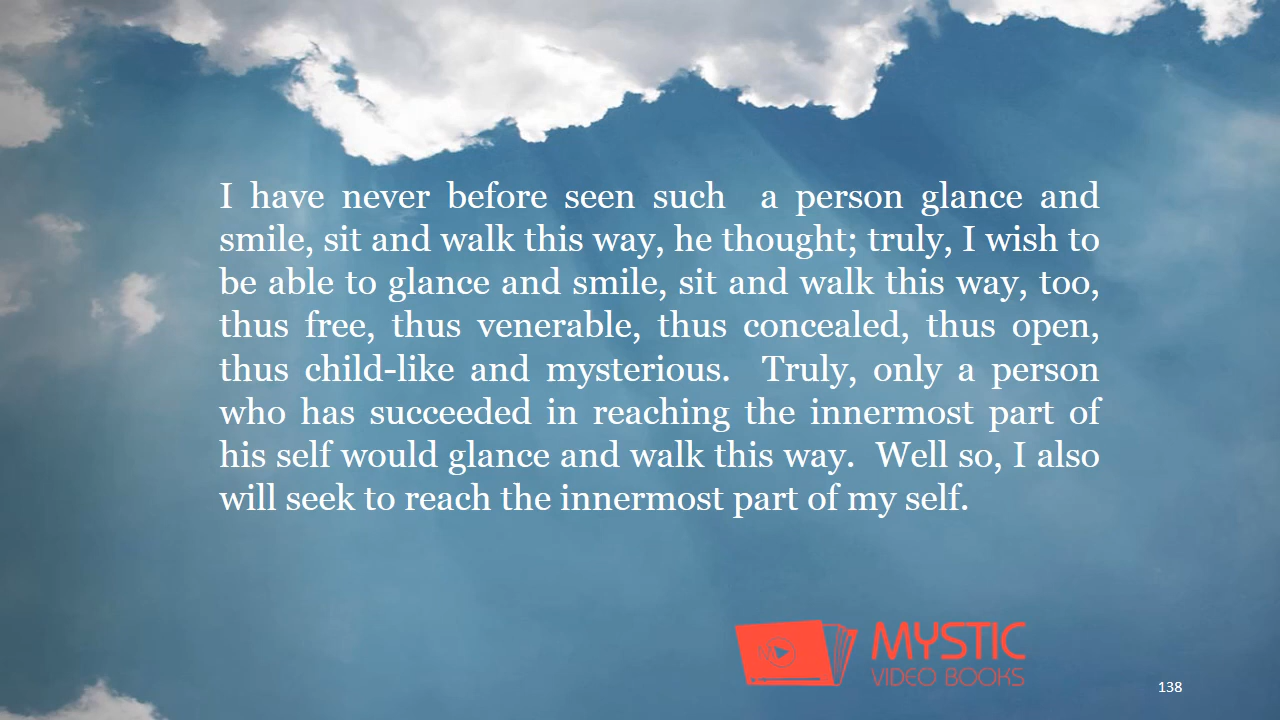 I have never before seen such  a person glance and
smile, sit and walk this way, he thought; truly, I wish to
be able to glance and smile, sit and walk this way, too,
thus free, thus venerable, thus concealed, thus open,
thus child-like and mysterious.  Truly, only a person
who has succeeded in reaching the innermost part of
his self would glance and walk this way.  Well so, I also
will seek to reach the innermost part of my self.
MYSTIC
VIDEO BOOKS
138